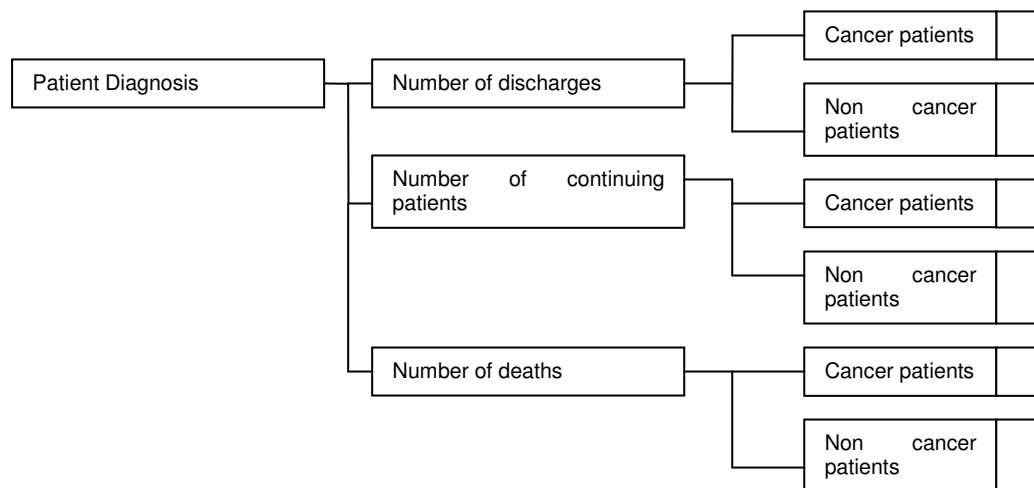 Patient Diagnosis
Number of discharges
Cancer patients
Non cancer
patients
Number of continuing
patients
Cancer patients
Non cancer
patients
Number of deaths
Cancer patients
Non cancer
patients